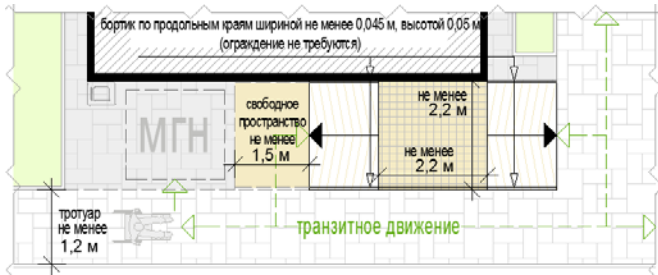 бортик по продольным краям шириной не менее 0,045 м, высотой 0,05 м
(ограждение не требуются)
МГН
свободное
пространство
не менее
1,5 м
не менее
2,2 м
не менее
2,2 м
тротуар
не менее
1,2 м
транзитное движение